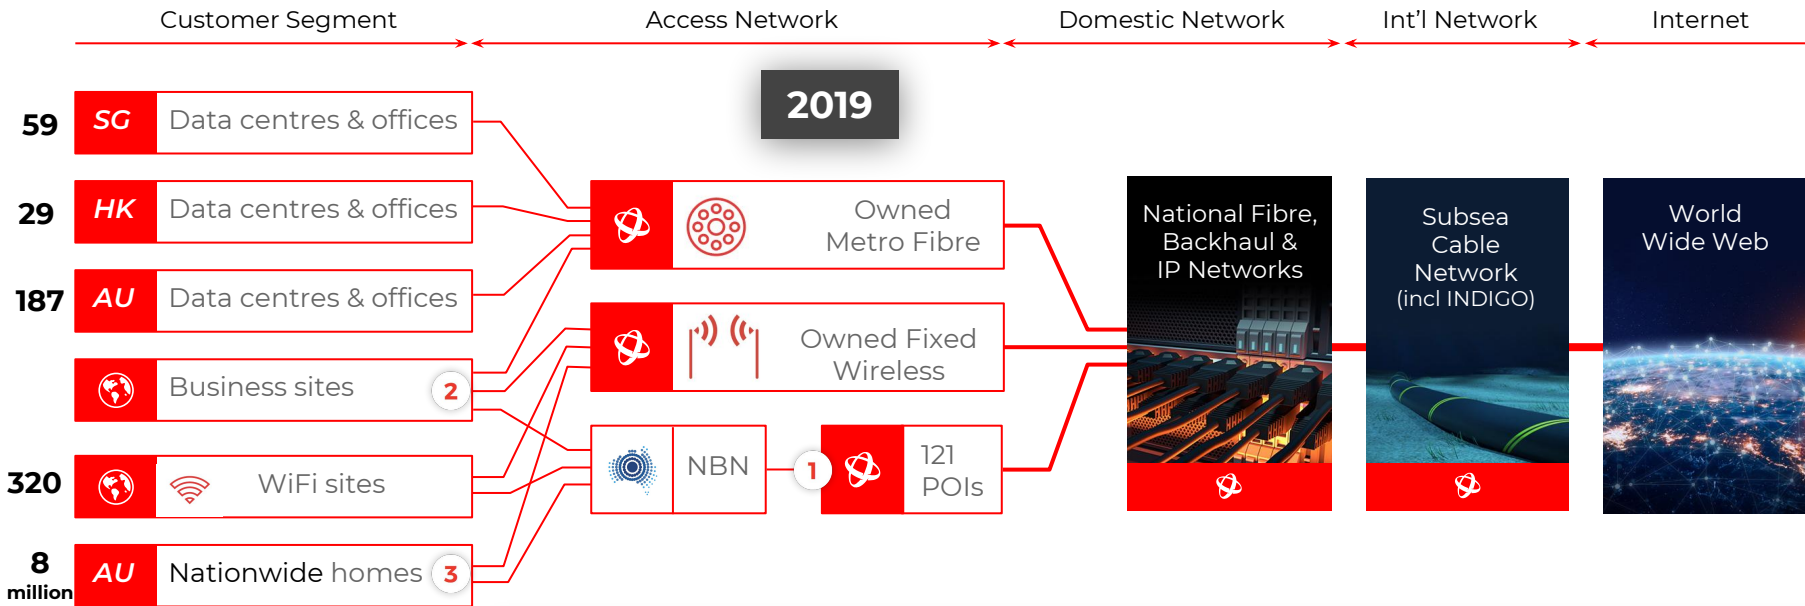 Customer Segment
Access Network
Domestic Network
Int'l Network
Internet
2019
59
SG
Data centres & offices
29
HK
Data centres & offices
187
AU
Data centres & offices
Business sites
2
320
WiFi sites
8
million
AU
Nationwide homes
3
Owned
Metro Fibre
Owned Fixed
Wireless
NBN
1
121
POIs
National Fibre,
Backhaul &
IP Networks
Subsea
Cable
Network
(incl INDIGO)
World
Wide Web